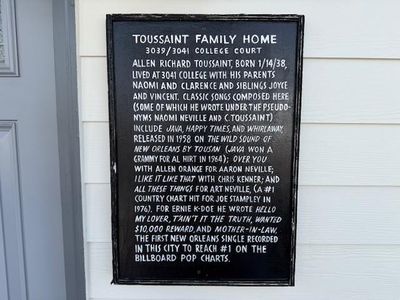 TOUSSAINT FAMILY HOME
3039/3041 COLLEGE COURT
ALLEN RICHARD TOUSSAINT, BORN 1/14/38,
LIVED AT 3041 COLLEGE WITH HIS PARENTS
NAOMI AND CLARENCE AND SIBLINGS JOYCE
AND VINCENT. CLASSIC SONGS COMPOSED HERE
(SOME OF WHICH HE WROTE UNDER THE PSEUDO-
NYMS NAOMI NEVILLE AND C. TOUSSAINT)
INCLUDE JAVA, HAPPY TIMES, AND WHIRLAWAY,
RELEASED IN 1958 ON THE WILD SOUND OF
NEW ORLEANS BY TOUSAN (JAVA WON A
GRAMMY FOR AL HIRT IN 1964); OVER YOU
WITH ALLEN ORANGE FOR AARON NEVILLE;
I LIKE IT LIKE THAT WITH CHRIS KENNER; AND
ALL THESE THINGS FOR ART NEVILLE, (A #1
COUNTRY CHART HIT FOR JOE STAMPLEY IN
1976). FOR ERNIE K-DOE HE WROTE HELLO
MY LOVER, T'AIN'T IT THE TRUTH, WANTED
$10,000 REWARD, AND MOTHER-IN-LAW,
THE FIRST NEW ORLEANS SINGLE RECORDED
IN THIS CITY TO REACH #1 ON THE
BILLBOARD POP CHARTS.